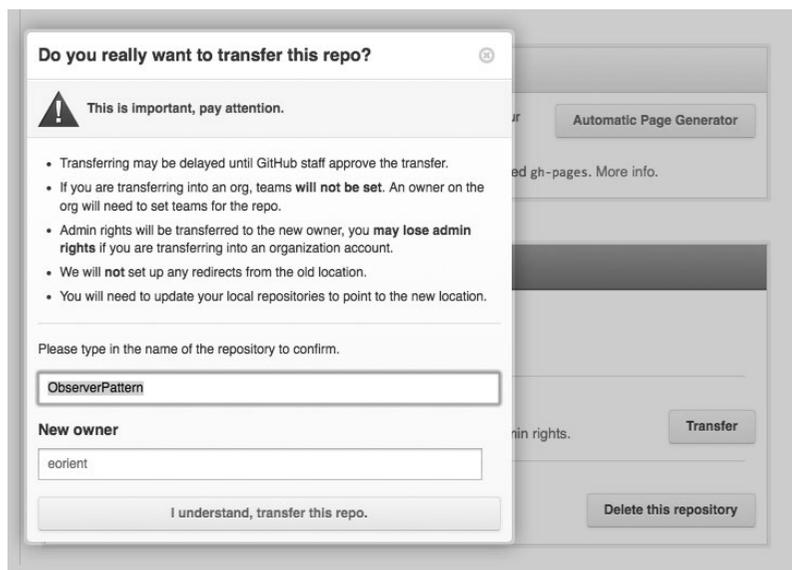 Do you really want to transfer this repo?
This is important, pay attention.
Automatic Page Generator
• Transferring may be delayed until GitHub staff approve the transfer.
ed gh-pages. More info.
• If you are transferring into an org, teams will not be set. An owner on the
org will need to set teams for the repo.
• Admin rights will be transferred to the new owner, you may lose admin
rights if you are transferring into an organization account.
• We will not set up any redirects from the old location.
• You will need to update your local repositories to point to the new location.
Please type in the name of the repository to confirm.
ObserverPattern
New owner
min rights.
Transfer
eorient
I understand, transfer this repo.
Delete this repository